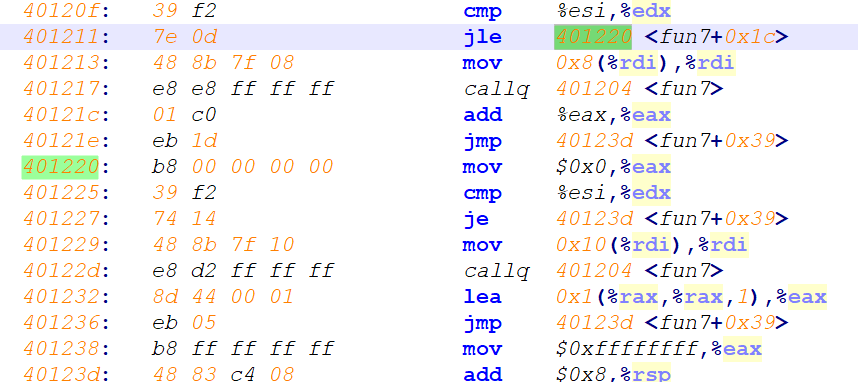 40120f: 39 f2 cmp %esi,%edx
401211: 7e 0d jle 401220 <fun7+0x1c>
401213: 48 8b 7f 08 mov 0x8(%rdi),%rdi
401217: e8 e8 ff ff ff callq 401204 <fun7>
40121c: 01 c0 add %eax,%eax
40121e: eb 1d jmp 40123d <fun7+0x39>
401220: b8 00 00 00 00 mov $0x0,%eax
401225: 39 f2 cmp %esi,%edx
401227: 74 14 je 40123d <fun7+0x39>
401229: 48 8b 7f 10 mov 0x10(%rdi),%rdi
40122d: e8 d2 ff ff ff callq 401204 <fun7>
401232: 8d 44 00 01 lea 0x1(%rax,%rax,1),%eax
401236: eb 05 jmp 40123d <fun7+0x39>
401238: b8 ff ff ff ff mov $0xffffffff,%eax
40123d: 48 83 c4 08 add $0x8,%rsp